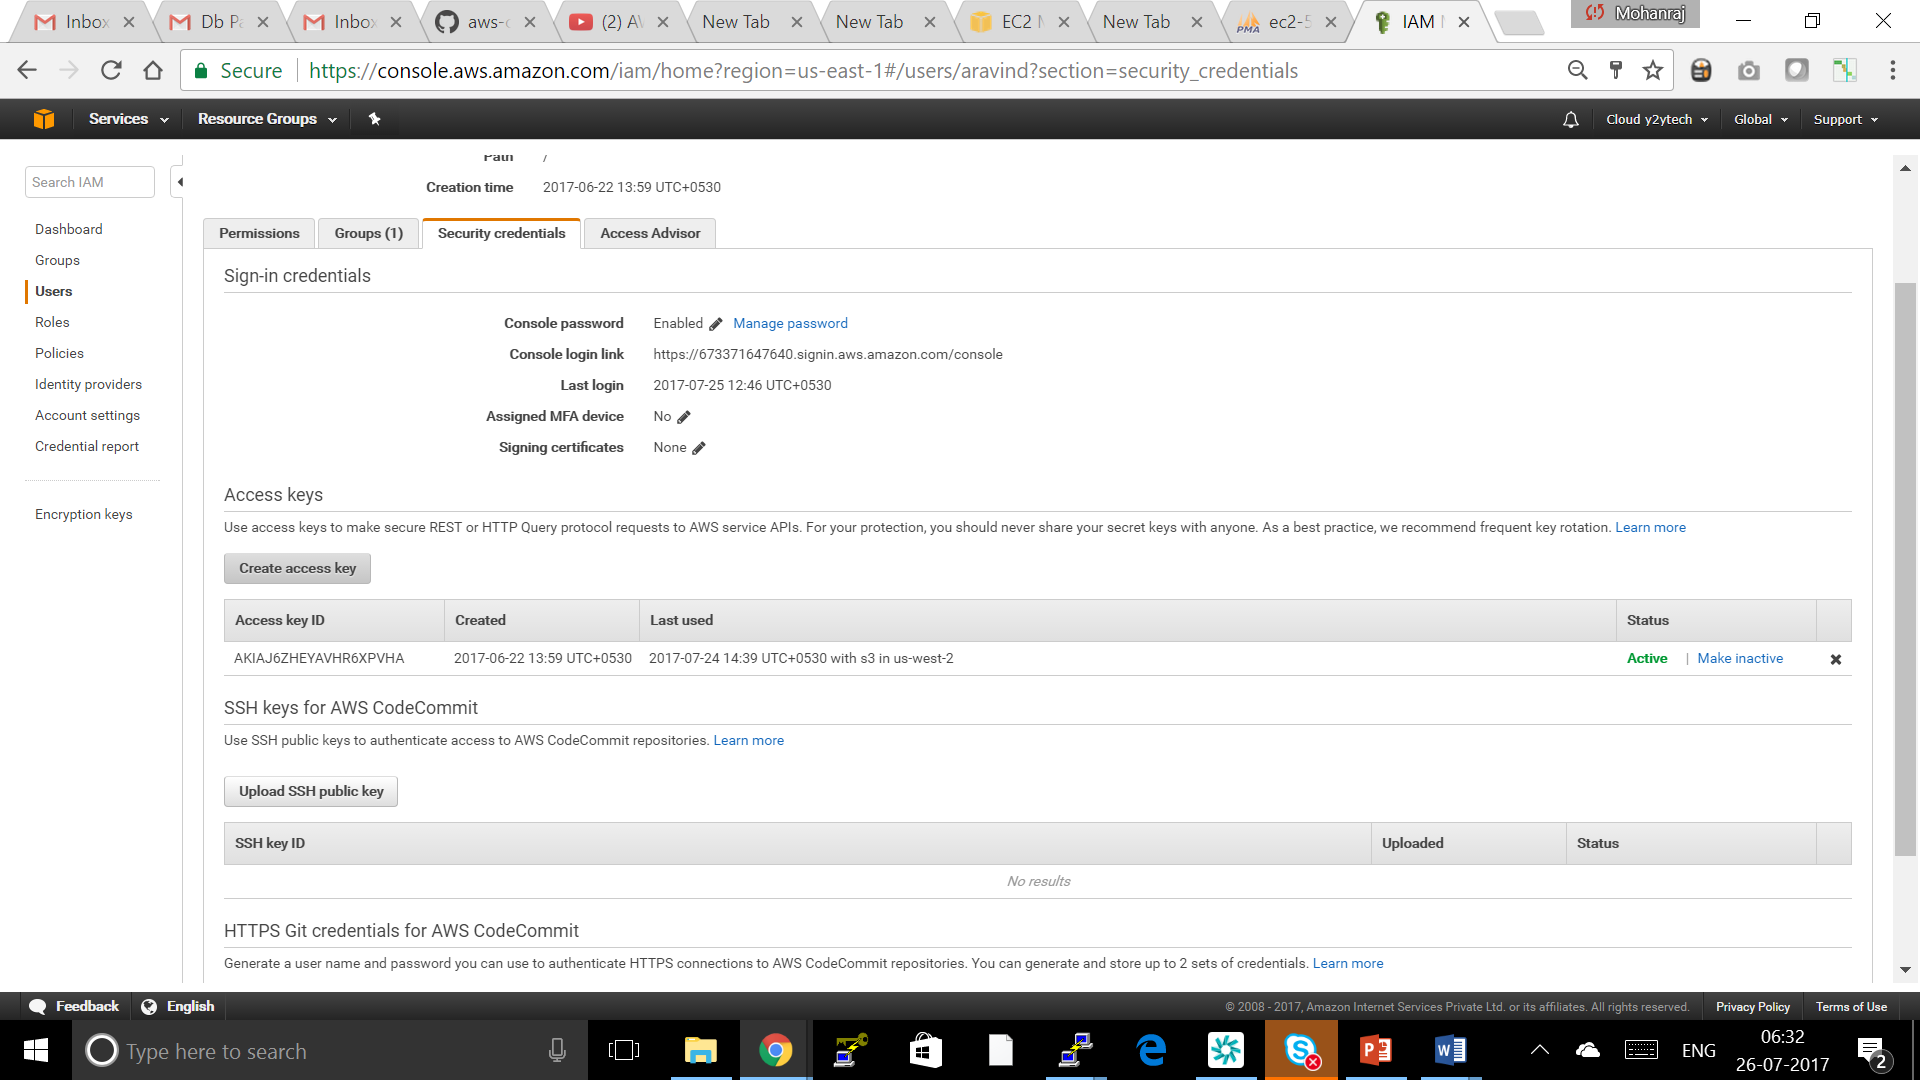 Inbox
Db Pa
Inbox
aws-c
(2) AW
New Tab
New Tab
EC2 M
New Tab
PMA
ec2-5
IAM M
Mohanraj
Secure
https://console.aws.amazon.com/iam/home?region=us-east-1#/users/aravind?section=security_credentials
Services
Resource Groups
Cloud y2ytech
Global
Support
Search IAM
Dashboard
Groups
Users
Roles
Policies
Identity providers
Account settings
Credential report
Encryption keys
Path /
Creation time 2017-06-22 13:59 UTC+0530
Permissions
Groups (1)
Security credentials
Access Advisor
Sign-in credentials
Console password Enabled Manage password
Console login link https://673371647640.signin.aws.amazon.com/console
Last login 2017-07-25 12:46 UTC+0530
Assigned MFA device No
Signing certificates None
Access keys
Use access keys to make secure REST or HTTP Query protocol requests to AWS service APIs. For your protection, you should never share your secret keys with anyone. As a best practice, we recommend frequent key rotation. Learn more
Create access key
Access key ID Created Last used Status
AKIAJ6ZHEYAVHR6XPVHA 2017-06-22 13:59 UTC+0530 2017-07-24 14:39 UTC+0530 with s3 in us-west-2 Active | Make inactive
SSH keys for AWS CodeCommit
Use SSH public keys to authenticate access to AWS CodeCommit repositories. Learn more
Upload SSH public key
SSH key ID Uploaded Status
No results
HTTPS Git credentials for AWS CodeCommit
Generate a user name and password you can use to authenticate HTTPS connections to AWS CodeCommit repositories. You can generate and store up to 2 sets of credentials. Learn more
Feedback
English
© 2008 - 2017, Amazon Internet Services Private Ltd. or its affiliates. All rights reserved.
Privacy Policy
Terms of Use
Type here to search
ENG
06:32
26-07-2017
2